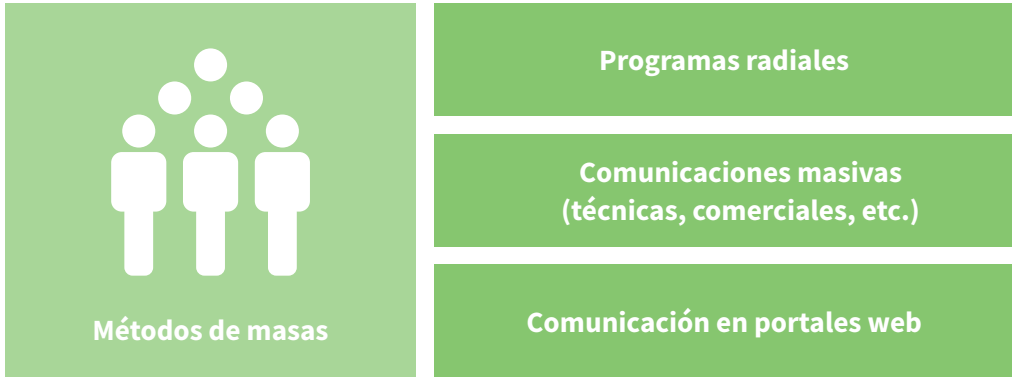 Métodos de masas
Programas radiales
Comunicaciones masivas
(técnicas, comerciales, etc.)
Comunicación en portales web